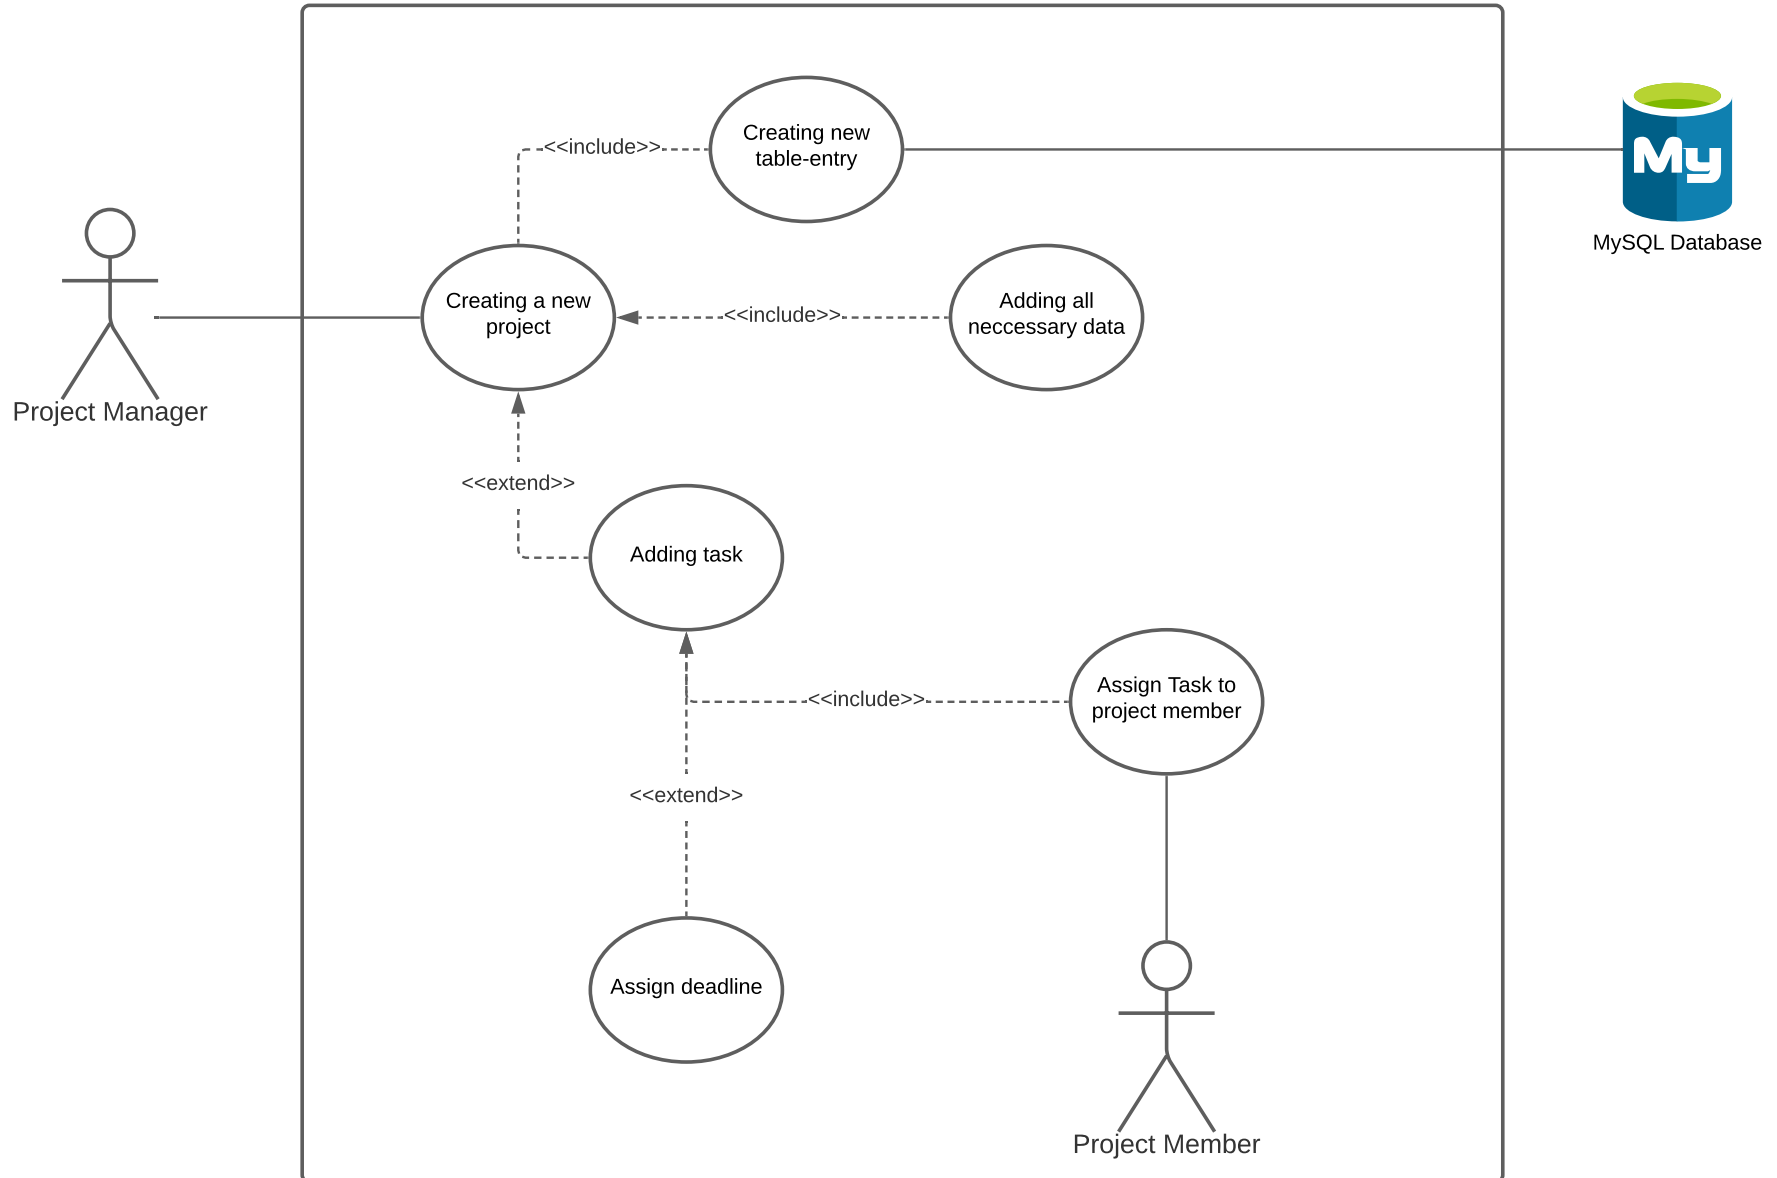 Creating new
table-entry
<<include>>
My
MySQL Database
Creating a new
project
<<include>>
Adding all
neccessary data
Project Manager
<<extend>>
Adding task
Assign Task to
project member
<<include>>
<<extend>>
Assign deadline
Project Member